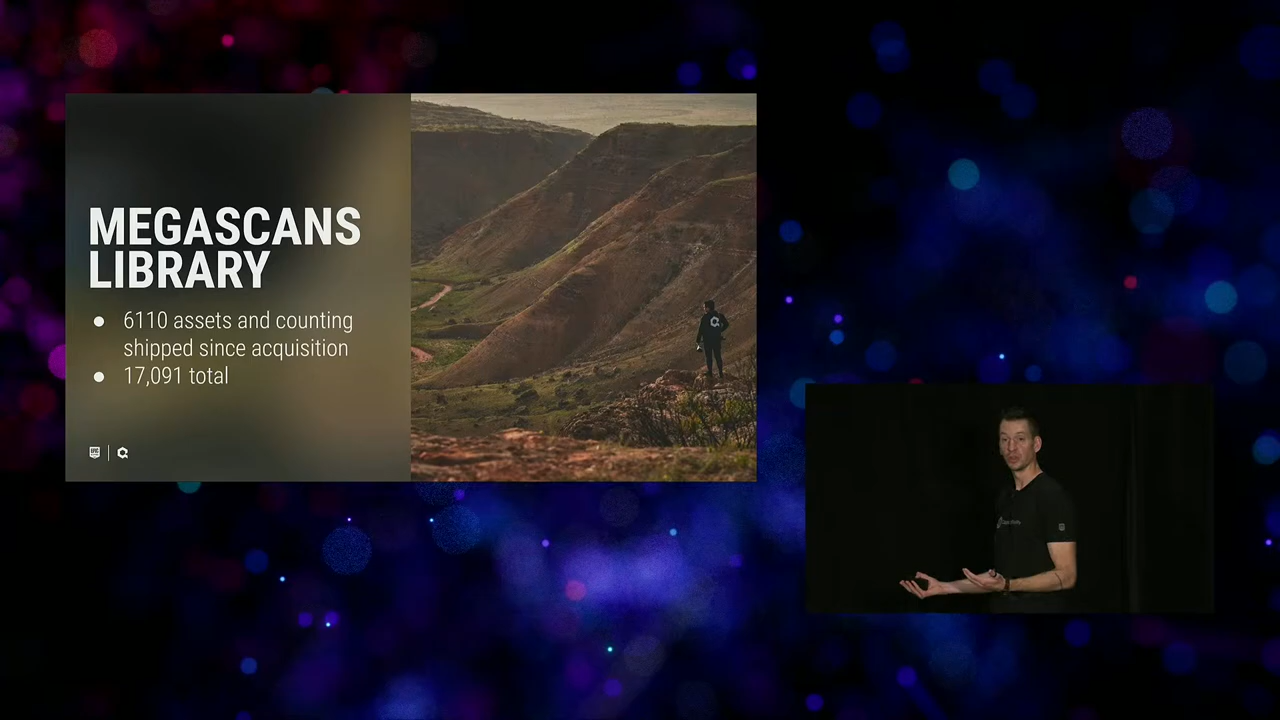 MEGASCANS
LIBRARY
6110 assets and counting
shipped since acquisition
17,091 total